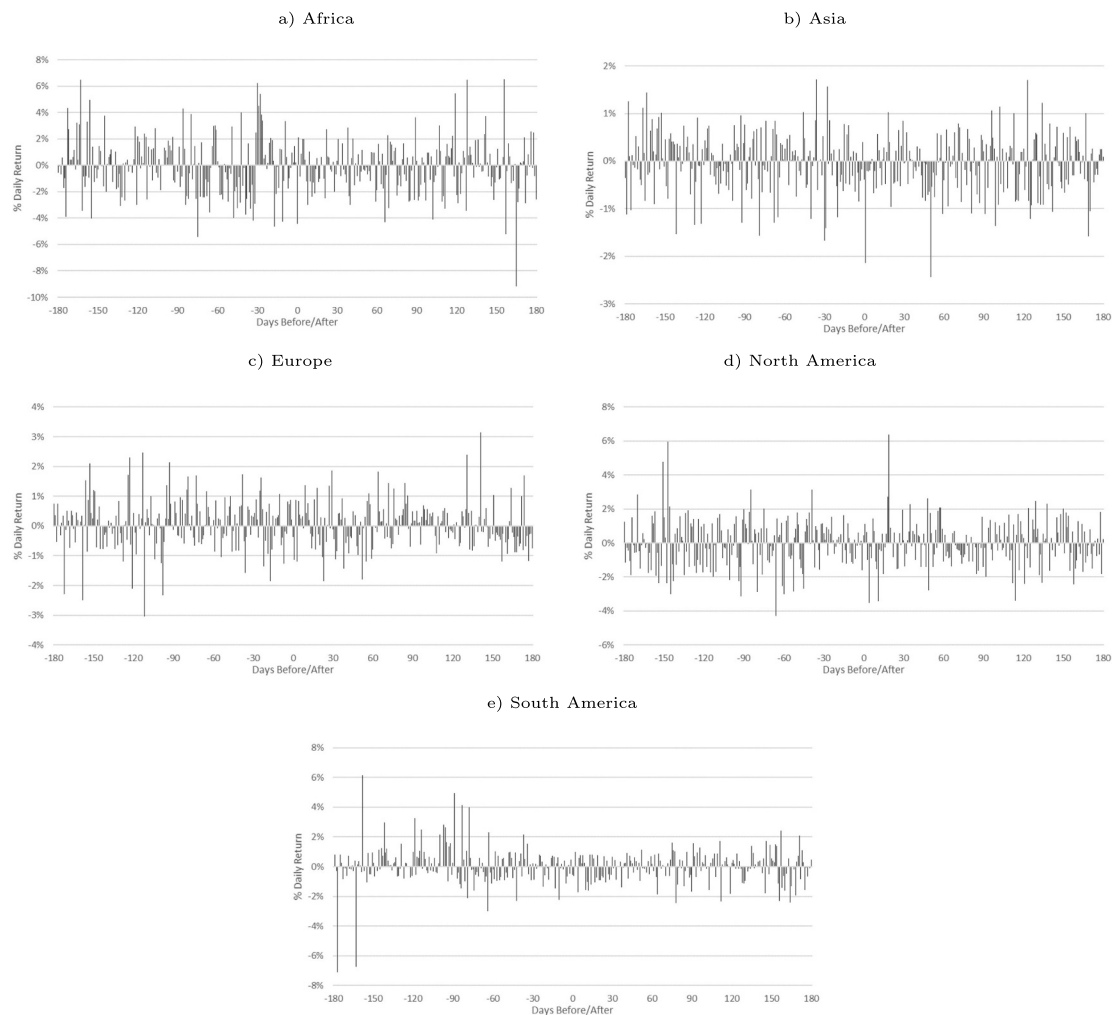 a) Africa
8%
6%
4%
2%
0%
-2%
-4%
-6%
-8%
-10%
% Daily Return
-180 -150 -120 -90 -60 -30 0 30 60 90 120 150 180
Days Before/After
b) Asia
2%
1%
0%
-1%
-2%
-3%
% Daily Return
-180 -150 -120 -90 -60 -30 0 30 60 90 120 150 180
Days Before/After
c) Europe
4%
3%
2%
1%
0%
-1%
-2%
-3%
-4%
% Daily Return
-180 -150 -120 -90 -60 -30 0 30 60 90 120 150 180
Days Before/After
d) North America
8%
6%
4%
2%
0%
-2%
-4%
-6%
% Daily Return
-180 -150 -120 -90 -60 -30 0 30 60 90 120 150 180
Days Before/After
e) South America
8%
6%
4%
2%
0%
-2%
-4%
-6%
-8%
% Daily Return
-180 -150 -120 -90 -60 -30 0 30 60 90 120 150 180
Days Before/After